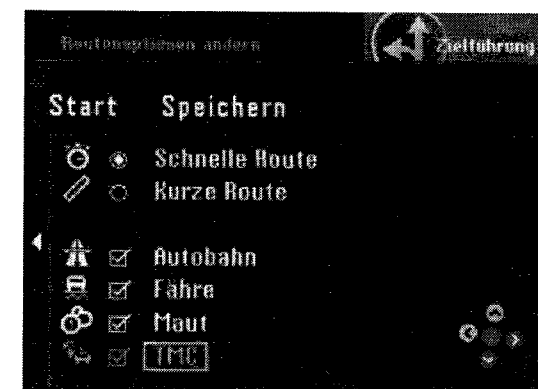 Routenoptionen ändern
Zielführung
Start Speichern
Schnelle Route
Kurze Route
Autobahn
Fähre
Maut
TMC